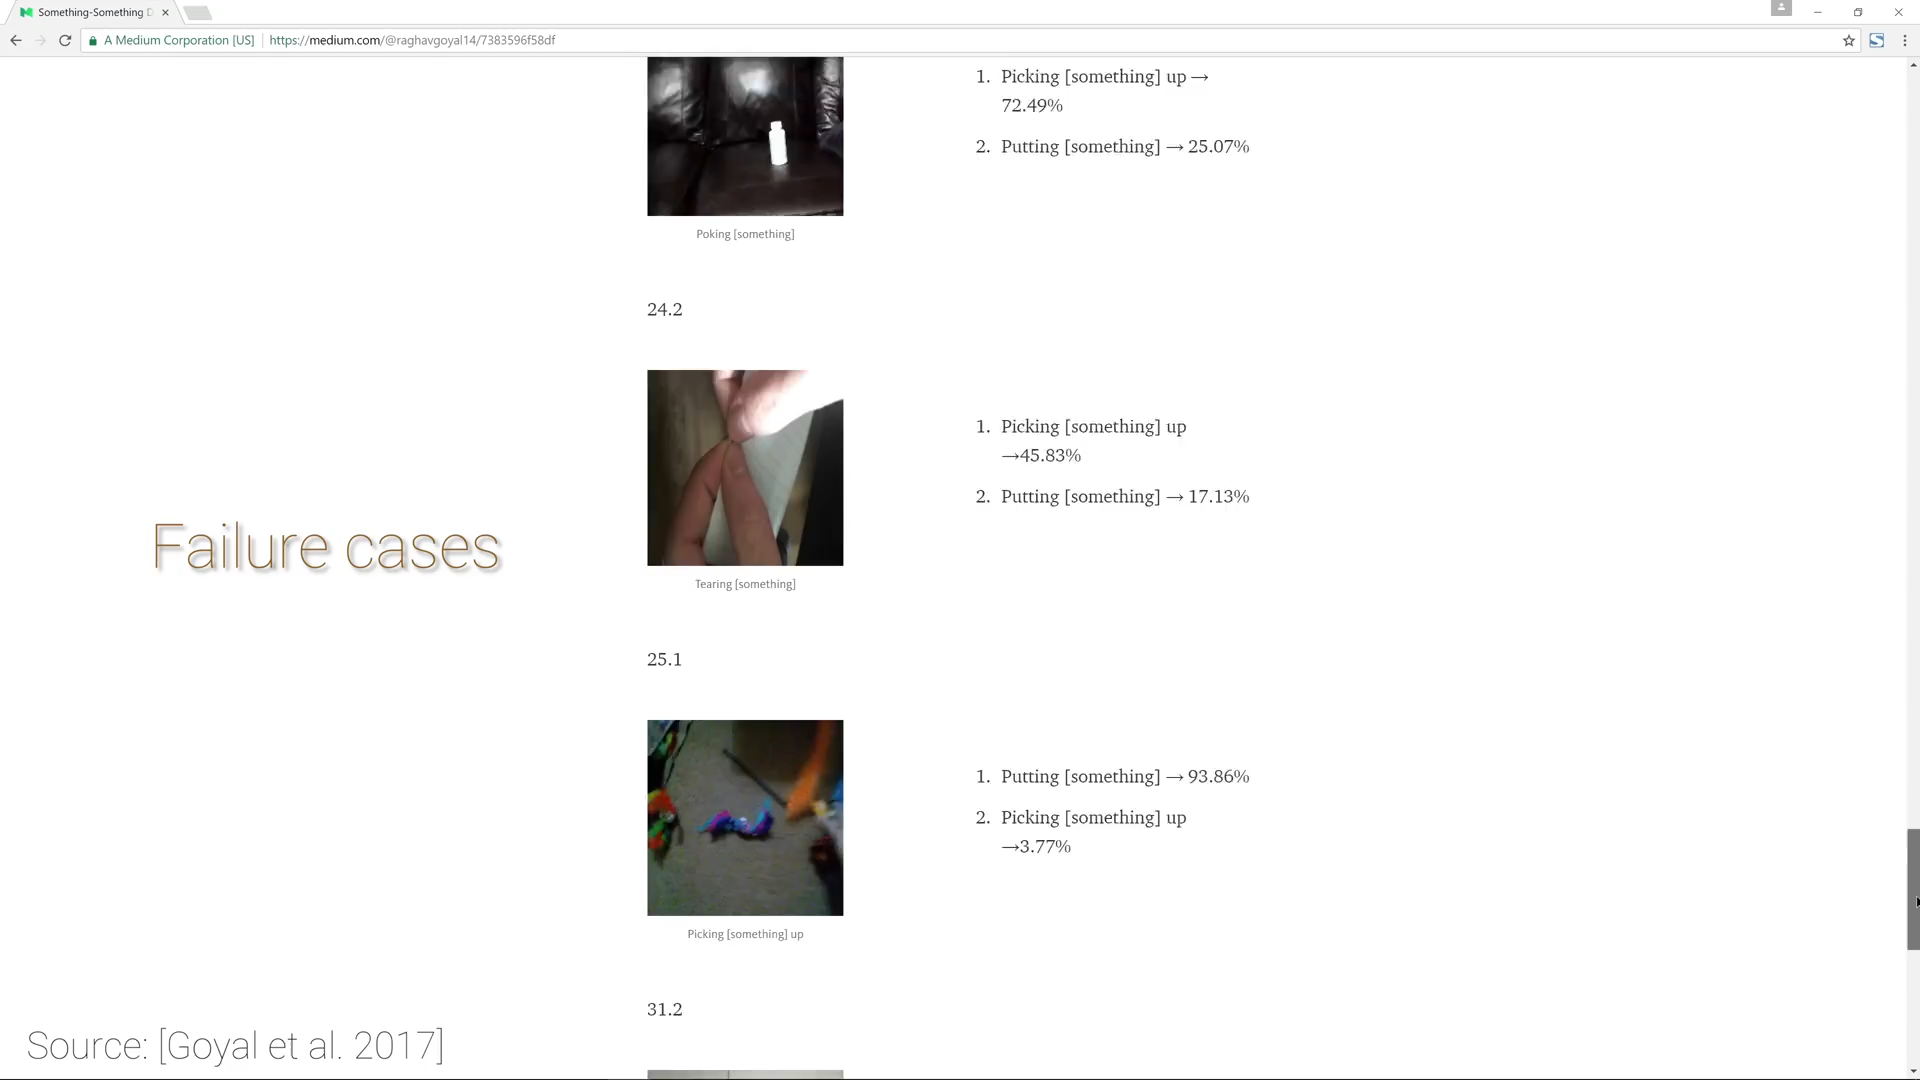 Something-Something D
A Medium Corporation [US]
https://medium.com/@raghavgoyal14/7383596f58df
1. Picking [something] up →
72.49%
2. Putting [something] → 25.07%
Poking [something]
24.2
1. Picking [something] up
→45.83%
2. Putting [something] → 17.13%
Failure cases
Tearing [something]
25.1
1. Putting [something] → 93.86%
2. Picking [something] up
→3.77%
Picking [something] up
31.2
Source: [Goyal et al. 2017]